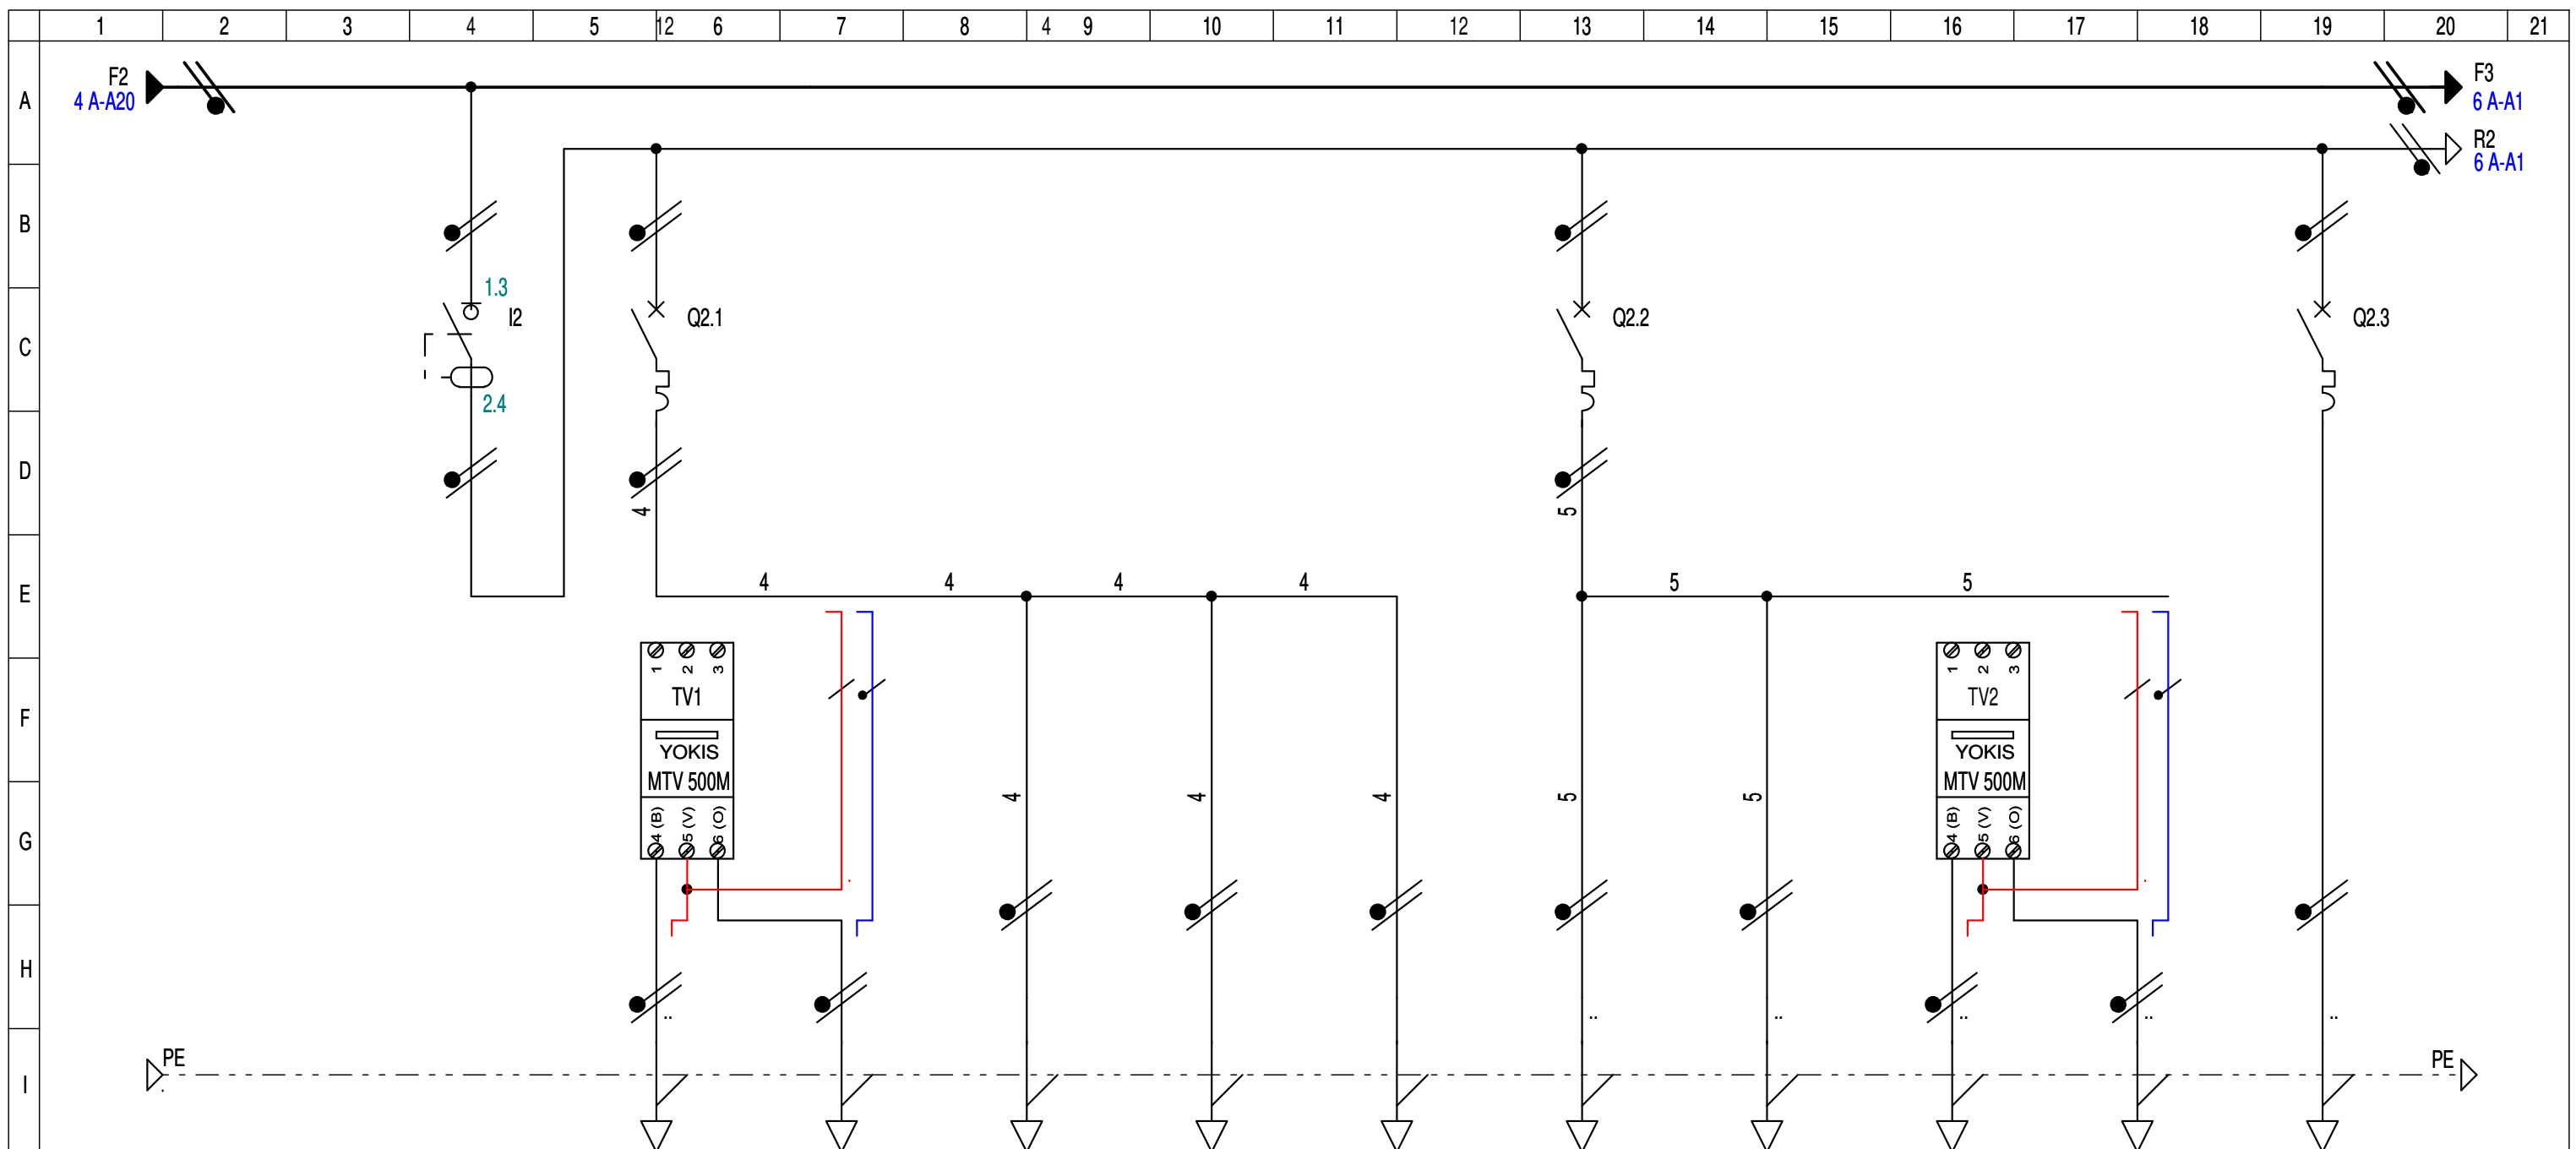 1 2 3 4 5 12 6 7 8 4 9 10 11 12 13 14 15 16 17 18 19 20 21
A
F2
4 A-A20
F3
6 A-A1
R2
6 A-A1
B
1.3
I2
Q2.1
Q2.2
Q2.3
C
2.4
D
4
5
E
4 4 4 4
5 5
1 2 3
TV1
YOKIS
MTV 500M
4 (B) 5 (V) 6 (O)
1 2 3
TV2
YOKIS
MTV 500M
4 (B) 5 (V) 6 (O)
F
4 4 4 5 5
G
H
PE
PE
I